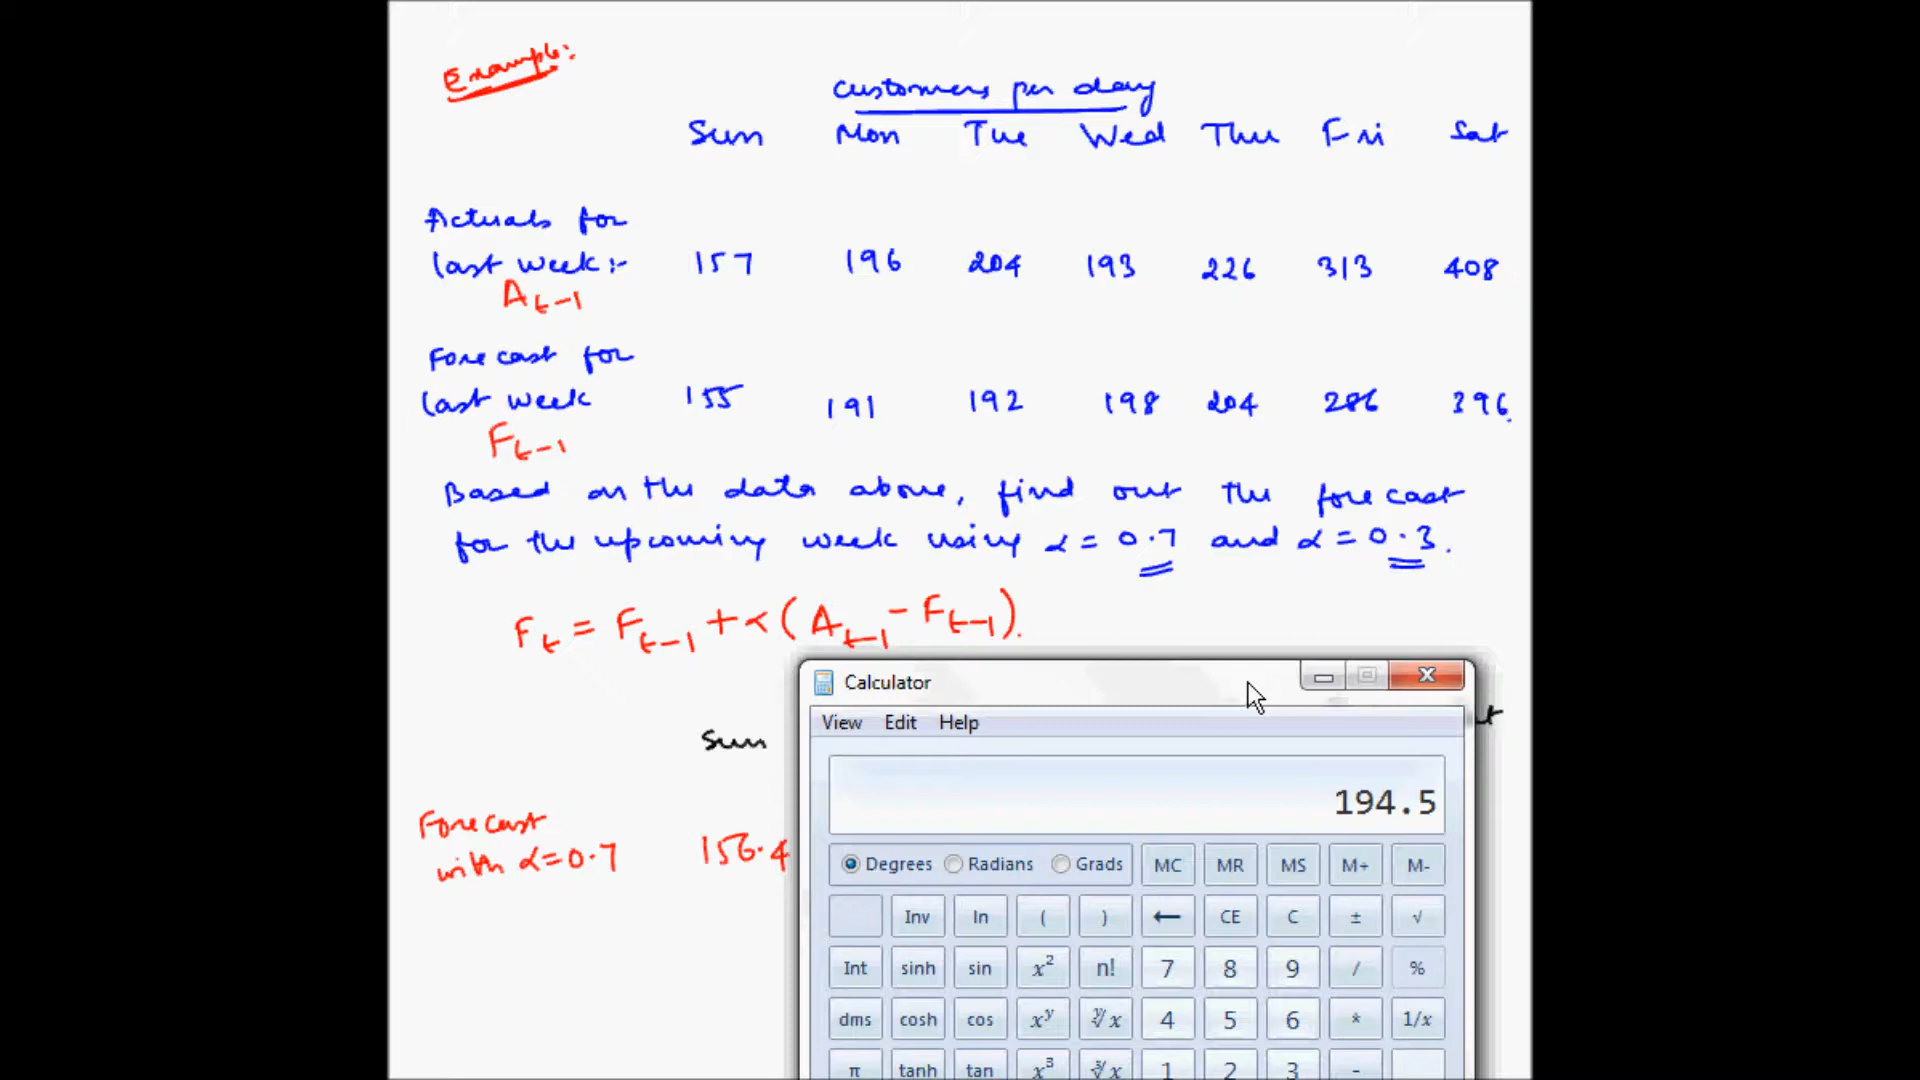 Example:
Customers per day
Sun Mon Tue Wed Thu Fri Sat
Actuals for
last week:- 157 196 204 193 226 313 408
A t-1
Forecast for
last week 155 191 192 198 204 286 396.
F t-1
Based on the data above, find out the forecast
for the upcoming week using α = 0.7 and α = 0.3.
Ft = Ft-1 + α (At-1 - Ft-1).
Calculator
View Edit Help
Sun
194.5
Forecast
with α=0.7 156.4
Degrees Radians Grads MC MR MS M+ M-
Inv ln ( ) ← CE C ± √
Int sinh sin x² n! 7 8 9 / %
dms cosh cos xʸ ʸ√x 4 5 6 * 1/x
π tanh tan x³ ³√x 1 2 3 -